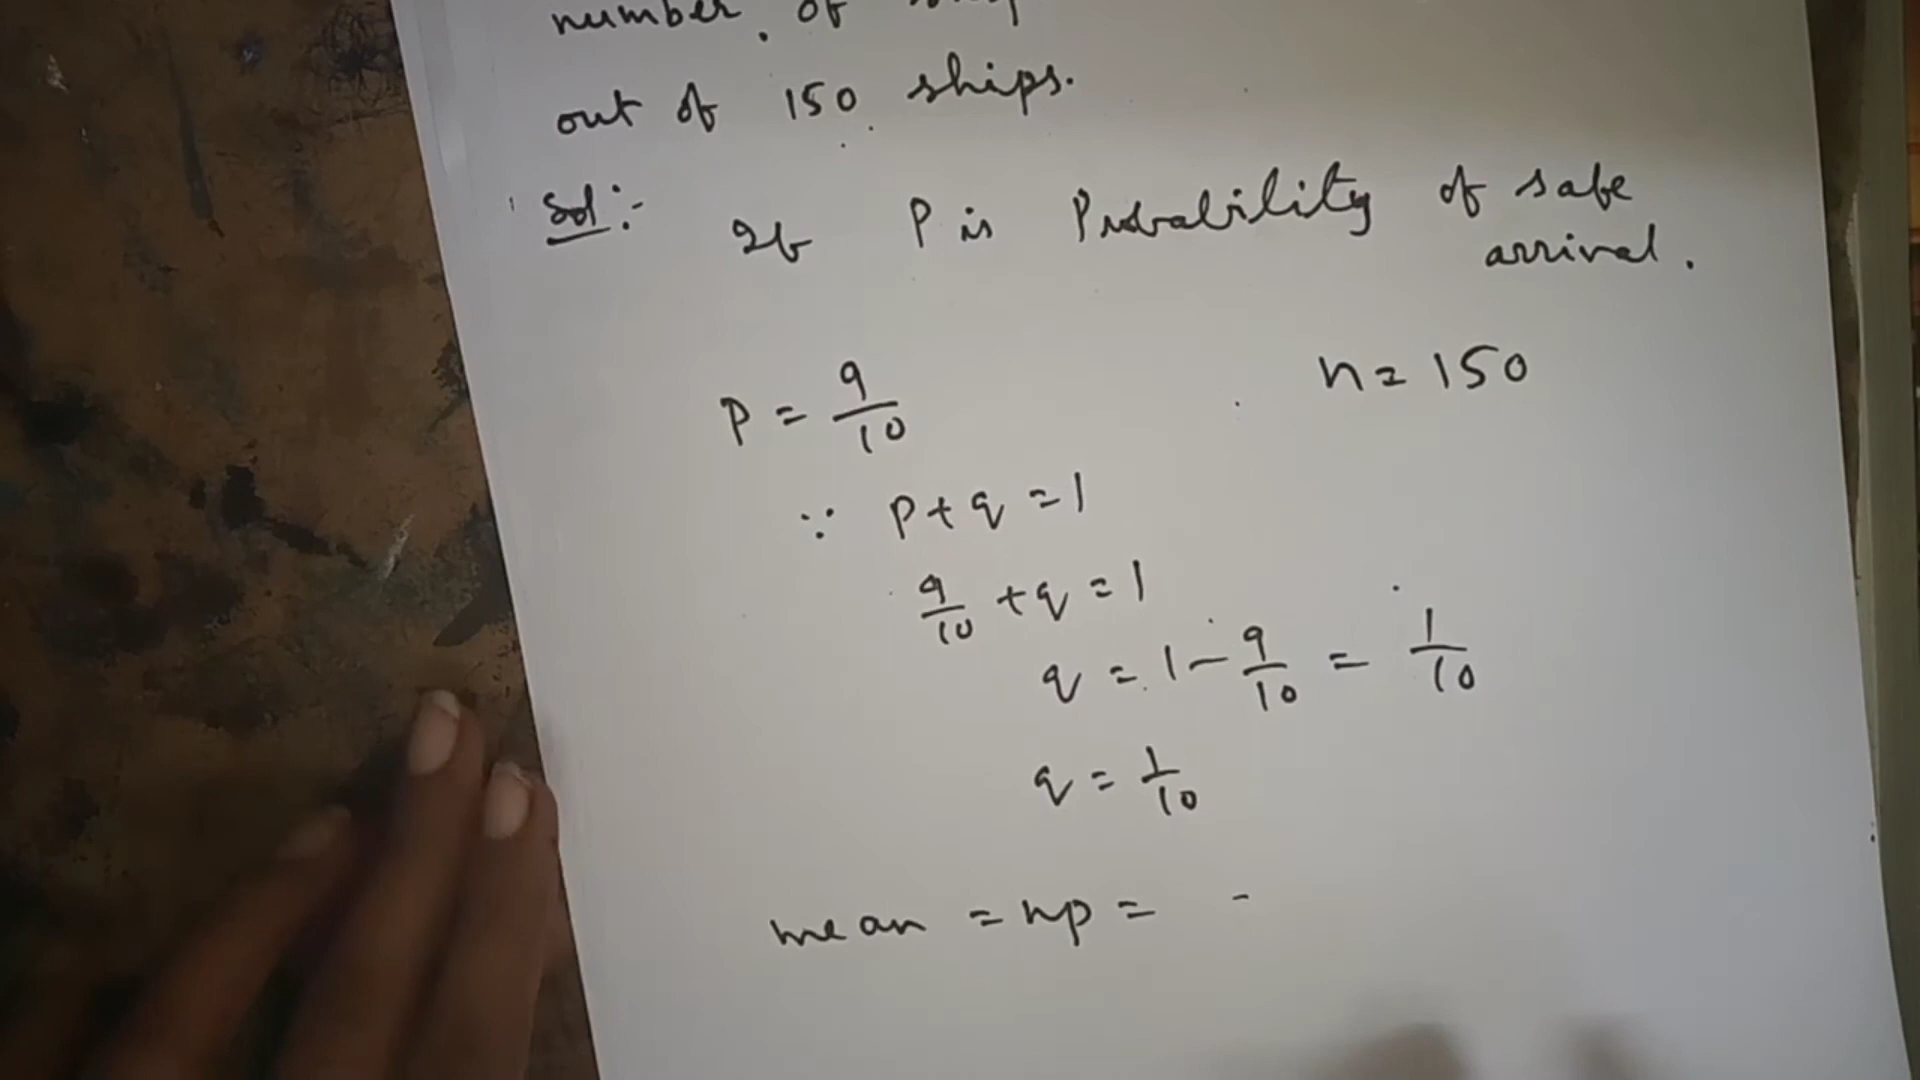 number of
out of 150 ships.
Sol:- If P is Probability of safe
arrival.
P = 9/10 n = 150
∵ p + q = 1
9/10 + q = 1
q = 1 - 9/10 = 1/10
q = 1/10
mean = np = -